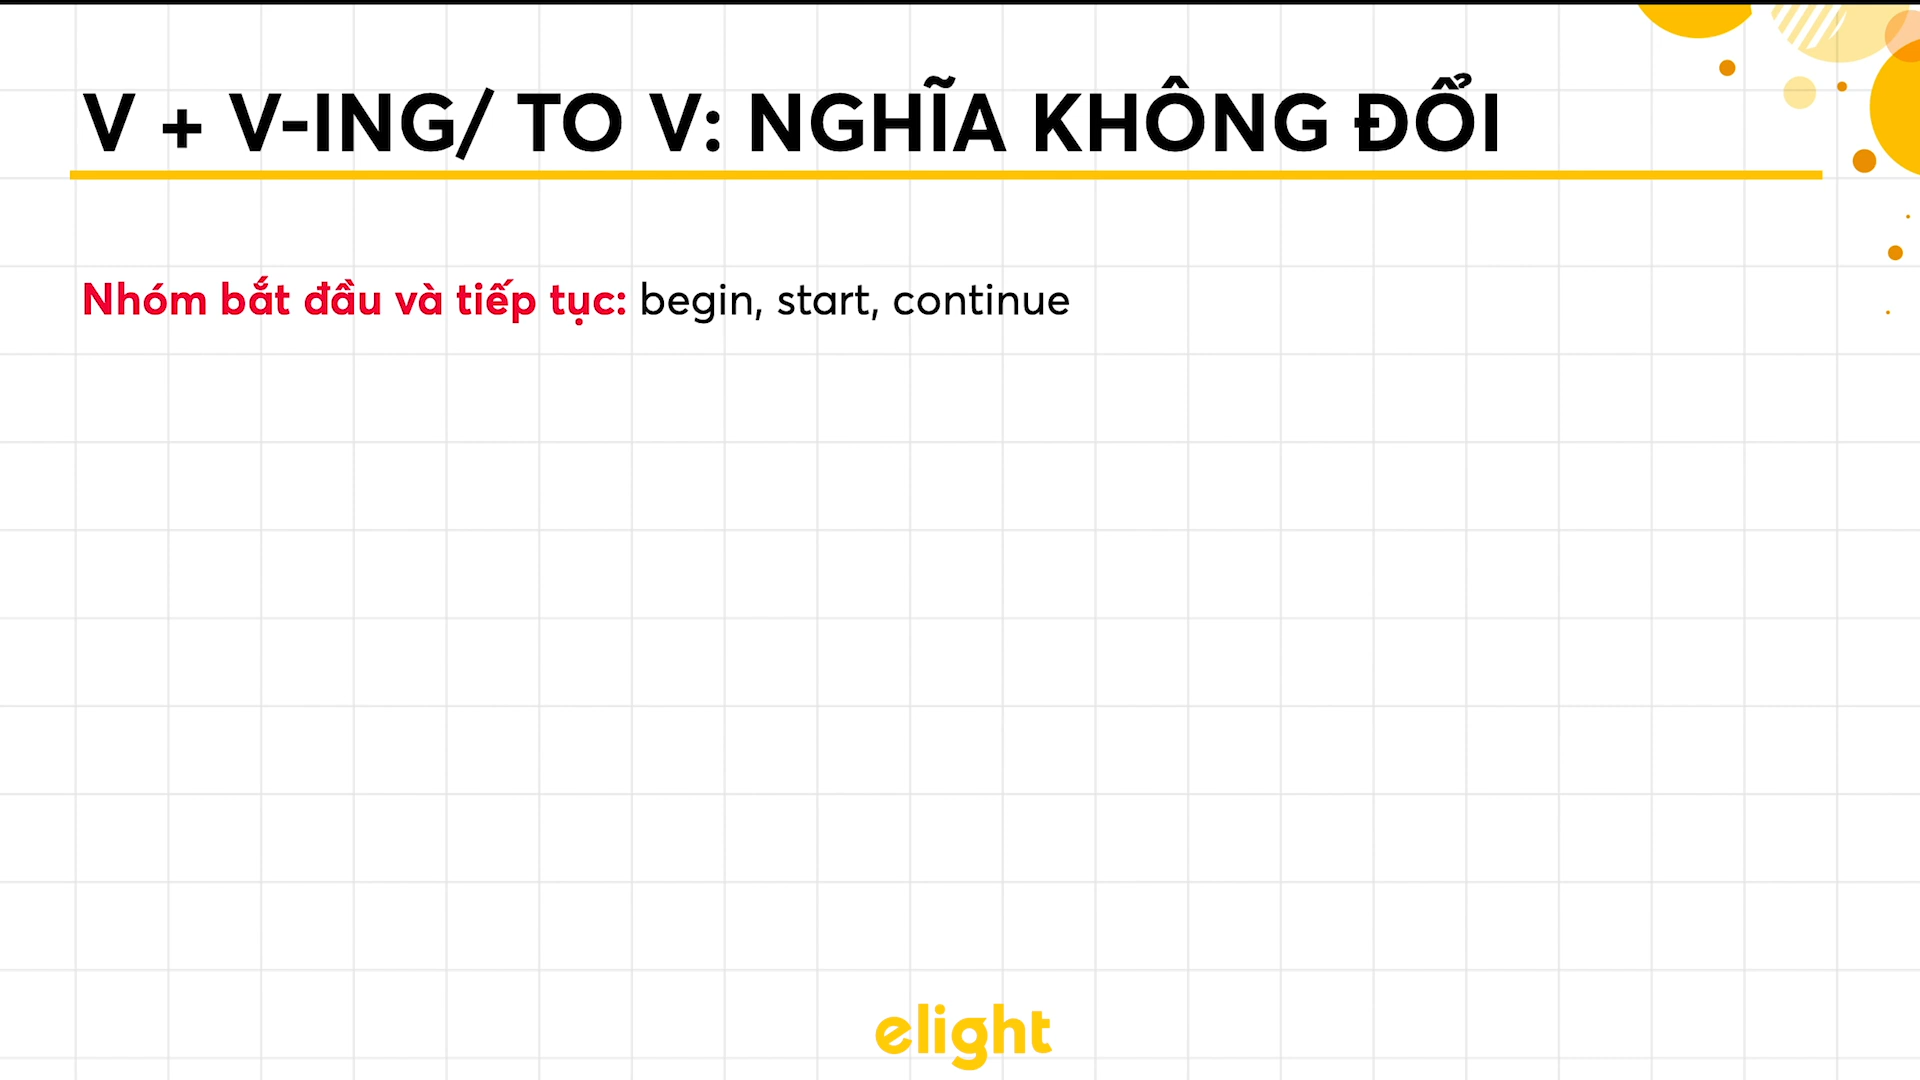 V + V-ING/ TO V: NGHĨA KHÔNG ĐỔI
Nhóm bắt đầu và tiếp tục: begin, start, continue
elight